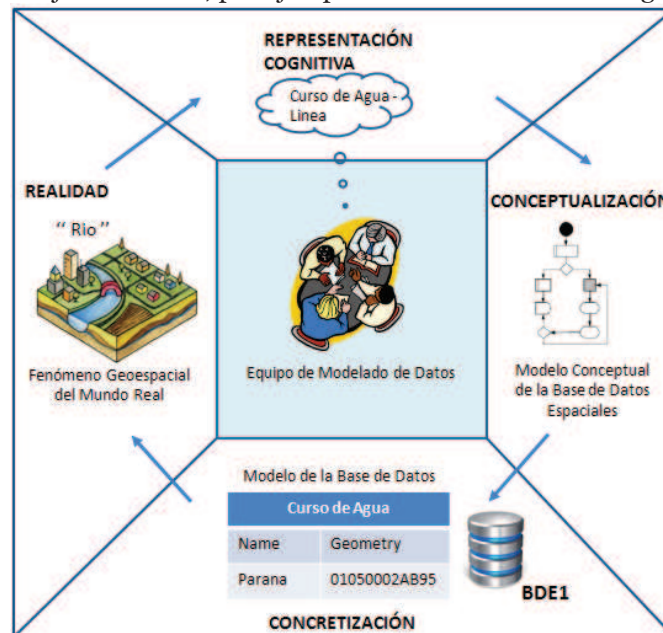 REPRESENTACIÓN
COGNITIVA
Curso de Agua -
Linea
REALIDAD
“ Rio ”
Fenómeno Geoespacial
del Mundo Real
Equipo de Modelado de Datos
CONCEPTUALIZACIÓN
Modelo Conceptual
de la Base de Datos
Espaciales
Modelo de la Base de Datos
Curso de Agua
Name Geometry
Parana 01050002AB95
BDE1
CONCRETIZACIÓN